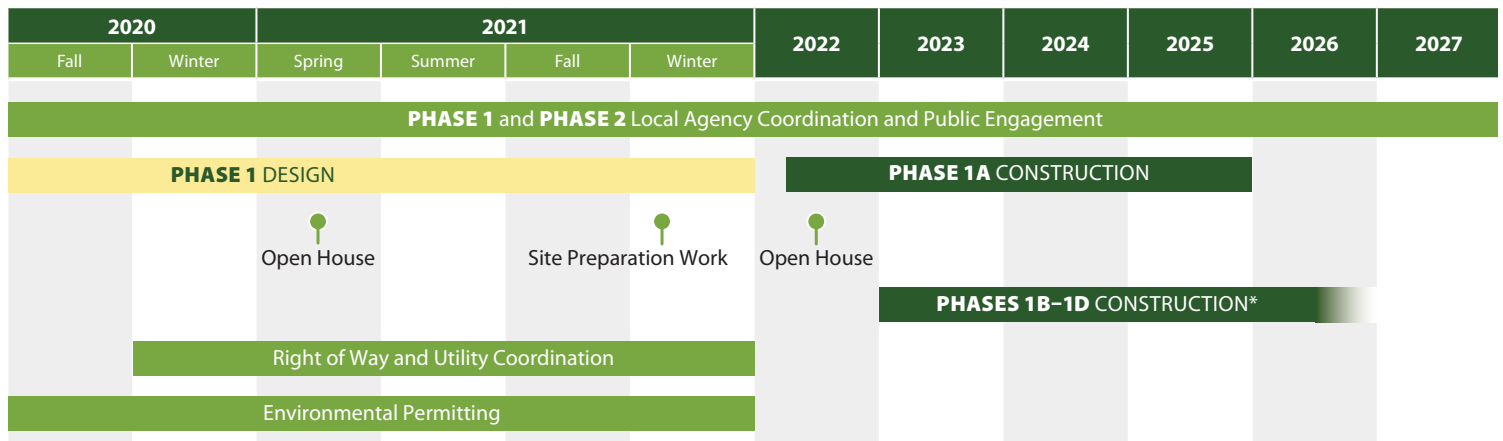 2020 2021 2022 2023 2024 2025 2026 2027
Fall Winter Spring Summer Fall Winter
PHASE 1 and PHASE 2 Local Agency Coordination and Public Engagement
PHASE 1 DESIGN
PHASE 1A CONSTRUCTION
Open House
Site Preparation Work
Open House
PHASES 1B–1D CONSTRUCTION*
Right of Way and Utility Coordination
Environmental Permitting